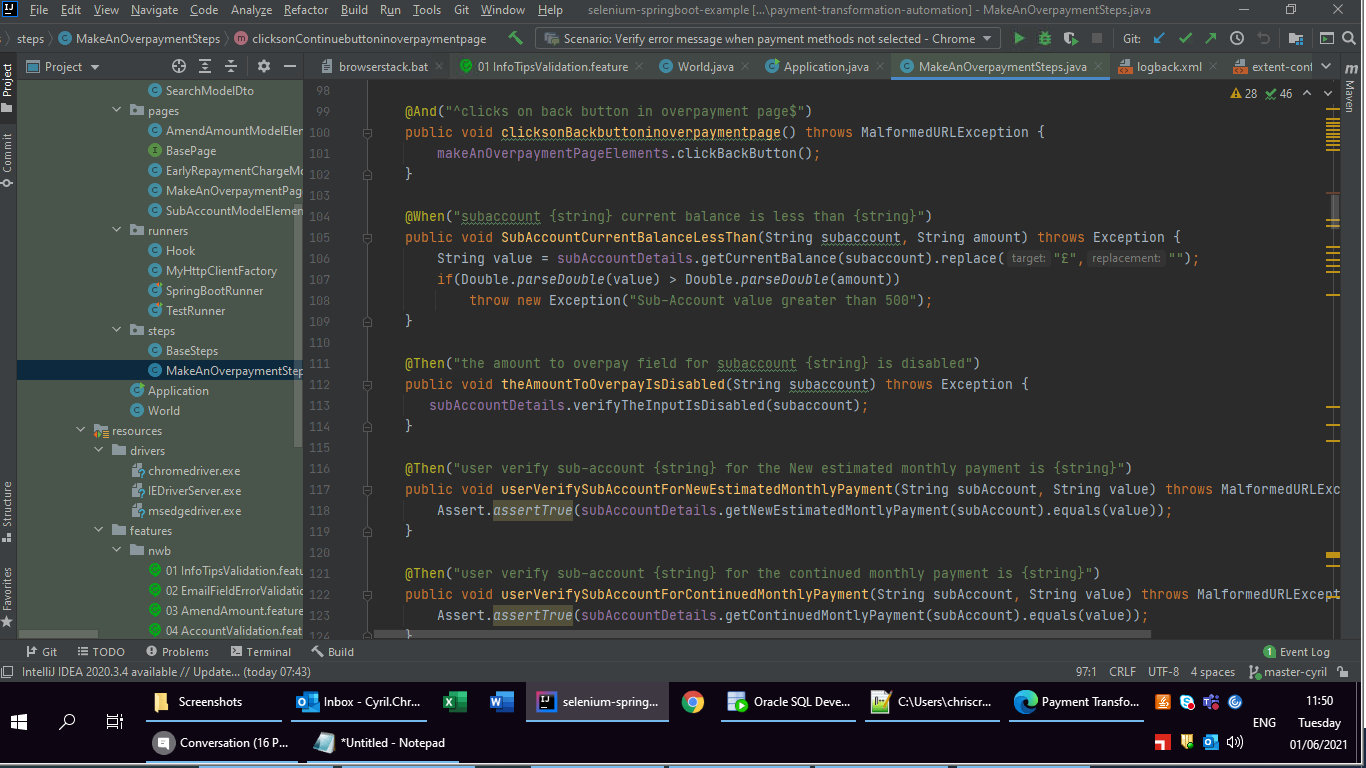 File Edit View Navigate Code Analyze Refactor Build Run Tools Git Window Help selenium-springboot-example [...\payment-transformation-automation] - MakeAnOverpaymentSteps.java
steps MakeAnOverpaymentSteps clicksonContinuebuttoninoverpaymentpage Scenario: Verify error message when payment methods not selected - Chrome Git:
Project browserstack.bat 01 InfoTipsValidation.feature World.java Application.java MakeAnOverpaymentSteps.java logback.xml extent-conf
Project
Commit
Structure
Favorites
Maven
28 46
SearchModelDto
pages
AmendAmountModelElem
BasePage
EarlyRepaymentChargeMo
MakeAnOverpaymentPag
SubAccountModelElemen
runners
Hook
MyHttpClientFactory
SpringBootRunner
TestRunner
steps
BaseSteps
MakeAnOverpaymentStep
Application
World
resources
drivers
chromedriver.exe
IEDriverServer.exe
msedgedriver.exe
features
nwb
01 InfoTipsValidation.featu
02 EmailFieldErrorValidatio
03 AmendAmount.feature
04 AccountValidation.feat
98
99 @And("^clicks on back button in overpayment page$")
100 public void clicksonBackbuttoninoverpaymentpage() throws MalformedURLException {
101 makeAnOverpaymentPageElements.clickBackButton();
102 }
103
104 @When("subaccount {string} current balance is less than {string}")
105 public void SubAccountCurrentBalanceLessThan(String subaccount, String amount) throws Exception {
106 String value = subAccountDetails.getCurrentBalance(subaccount).replace( target: "£", replacement: "");
107 if(Double.parseDouble(value) > Double.parseDouble(amount))
108 throw new Exception("Sub-Account value greater than 500");
109 }
110
111 @Then("the amount to overpay field for subaccount {string} is disabled")
112 public void theAmountToOverpayIsDisabled(String subaccount) throws Exception {
113 subAccountDetails.verifyTheInputIsDisabled(subaccount);
114 }
115
116 @Then("user verify sub-account {string} for the New estimated monthly payment is {string}")
117 public void userVerifySubAccountForNewEstimatedMonthlyPayment(String subAccount, String value) throws MalformedURLExc
118 Assert.assertTrue(subAccountDetails.getNewEstimatedMontlyPayment(subAccount).equals(value));
119 }
120
121 @Then("user verify sub-account {string} for the continued monthly payment is {string}")
122 public void userVerifySubAccountForContinuedMonthlyPayment(String subAccount, String value) throws MalformedURLExcept
123 Assert.assertTrue(subAccountDetails.getContinuedMontlyPayment(subAccount).equals(value));
124 }
Git TODO Problems Terminal Build 1 Event Log
IntelliJ IDEA 2020.3.4 available // Update... (today 07:43) 97:1 CRLF UTF-8 4 spaces master-cyril
Screenshots Inbox - Cyril.Chr... selenium-spring... Oracle SQL Deve... C:\Users\chriscr... Payment Transfo...
Conversation (16 P... *Untitled - Notepad
ENG
11:50
Tuesday
01/06/2021